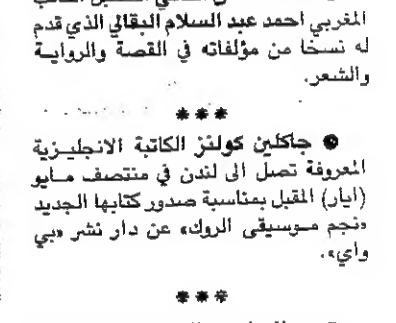 المغربي احمد عبد السلام البقالي الذي قدم
له نسخا من مؤلفاته في القصة والرواية
والشعر.
***
● جاكلين كولنز الكاتبة الانجليزية
المعروفة تصل الى لندن في منتصف مايو
(ايار) المقبل بمناسبة صدور كتابها الجديد
«نجم موسيقى الروك» عن دار نشر «بي
واي».
***